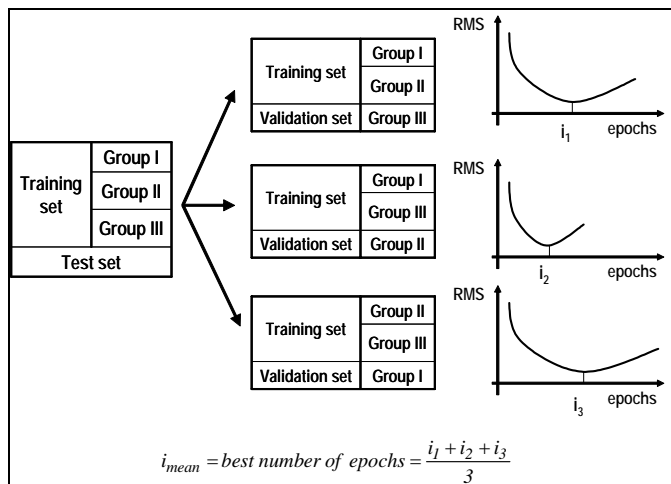 Training set
Group I
Group II
Group III
Test set
Training set
Group I
Group II
Validation set
Group III
RMS
i1
epochs
Training set
Group I
Group III
Validation set
Group II
RMS
i2
epochs
Training set
Group II
Group III
Validation set
Group I
RMS
i3
epochs
imean = best number of epochs = i1 + i2 + i3
3